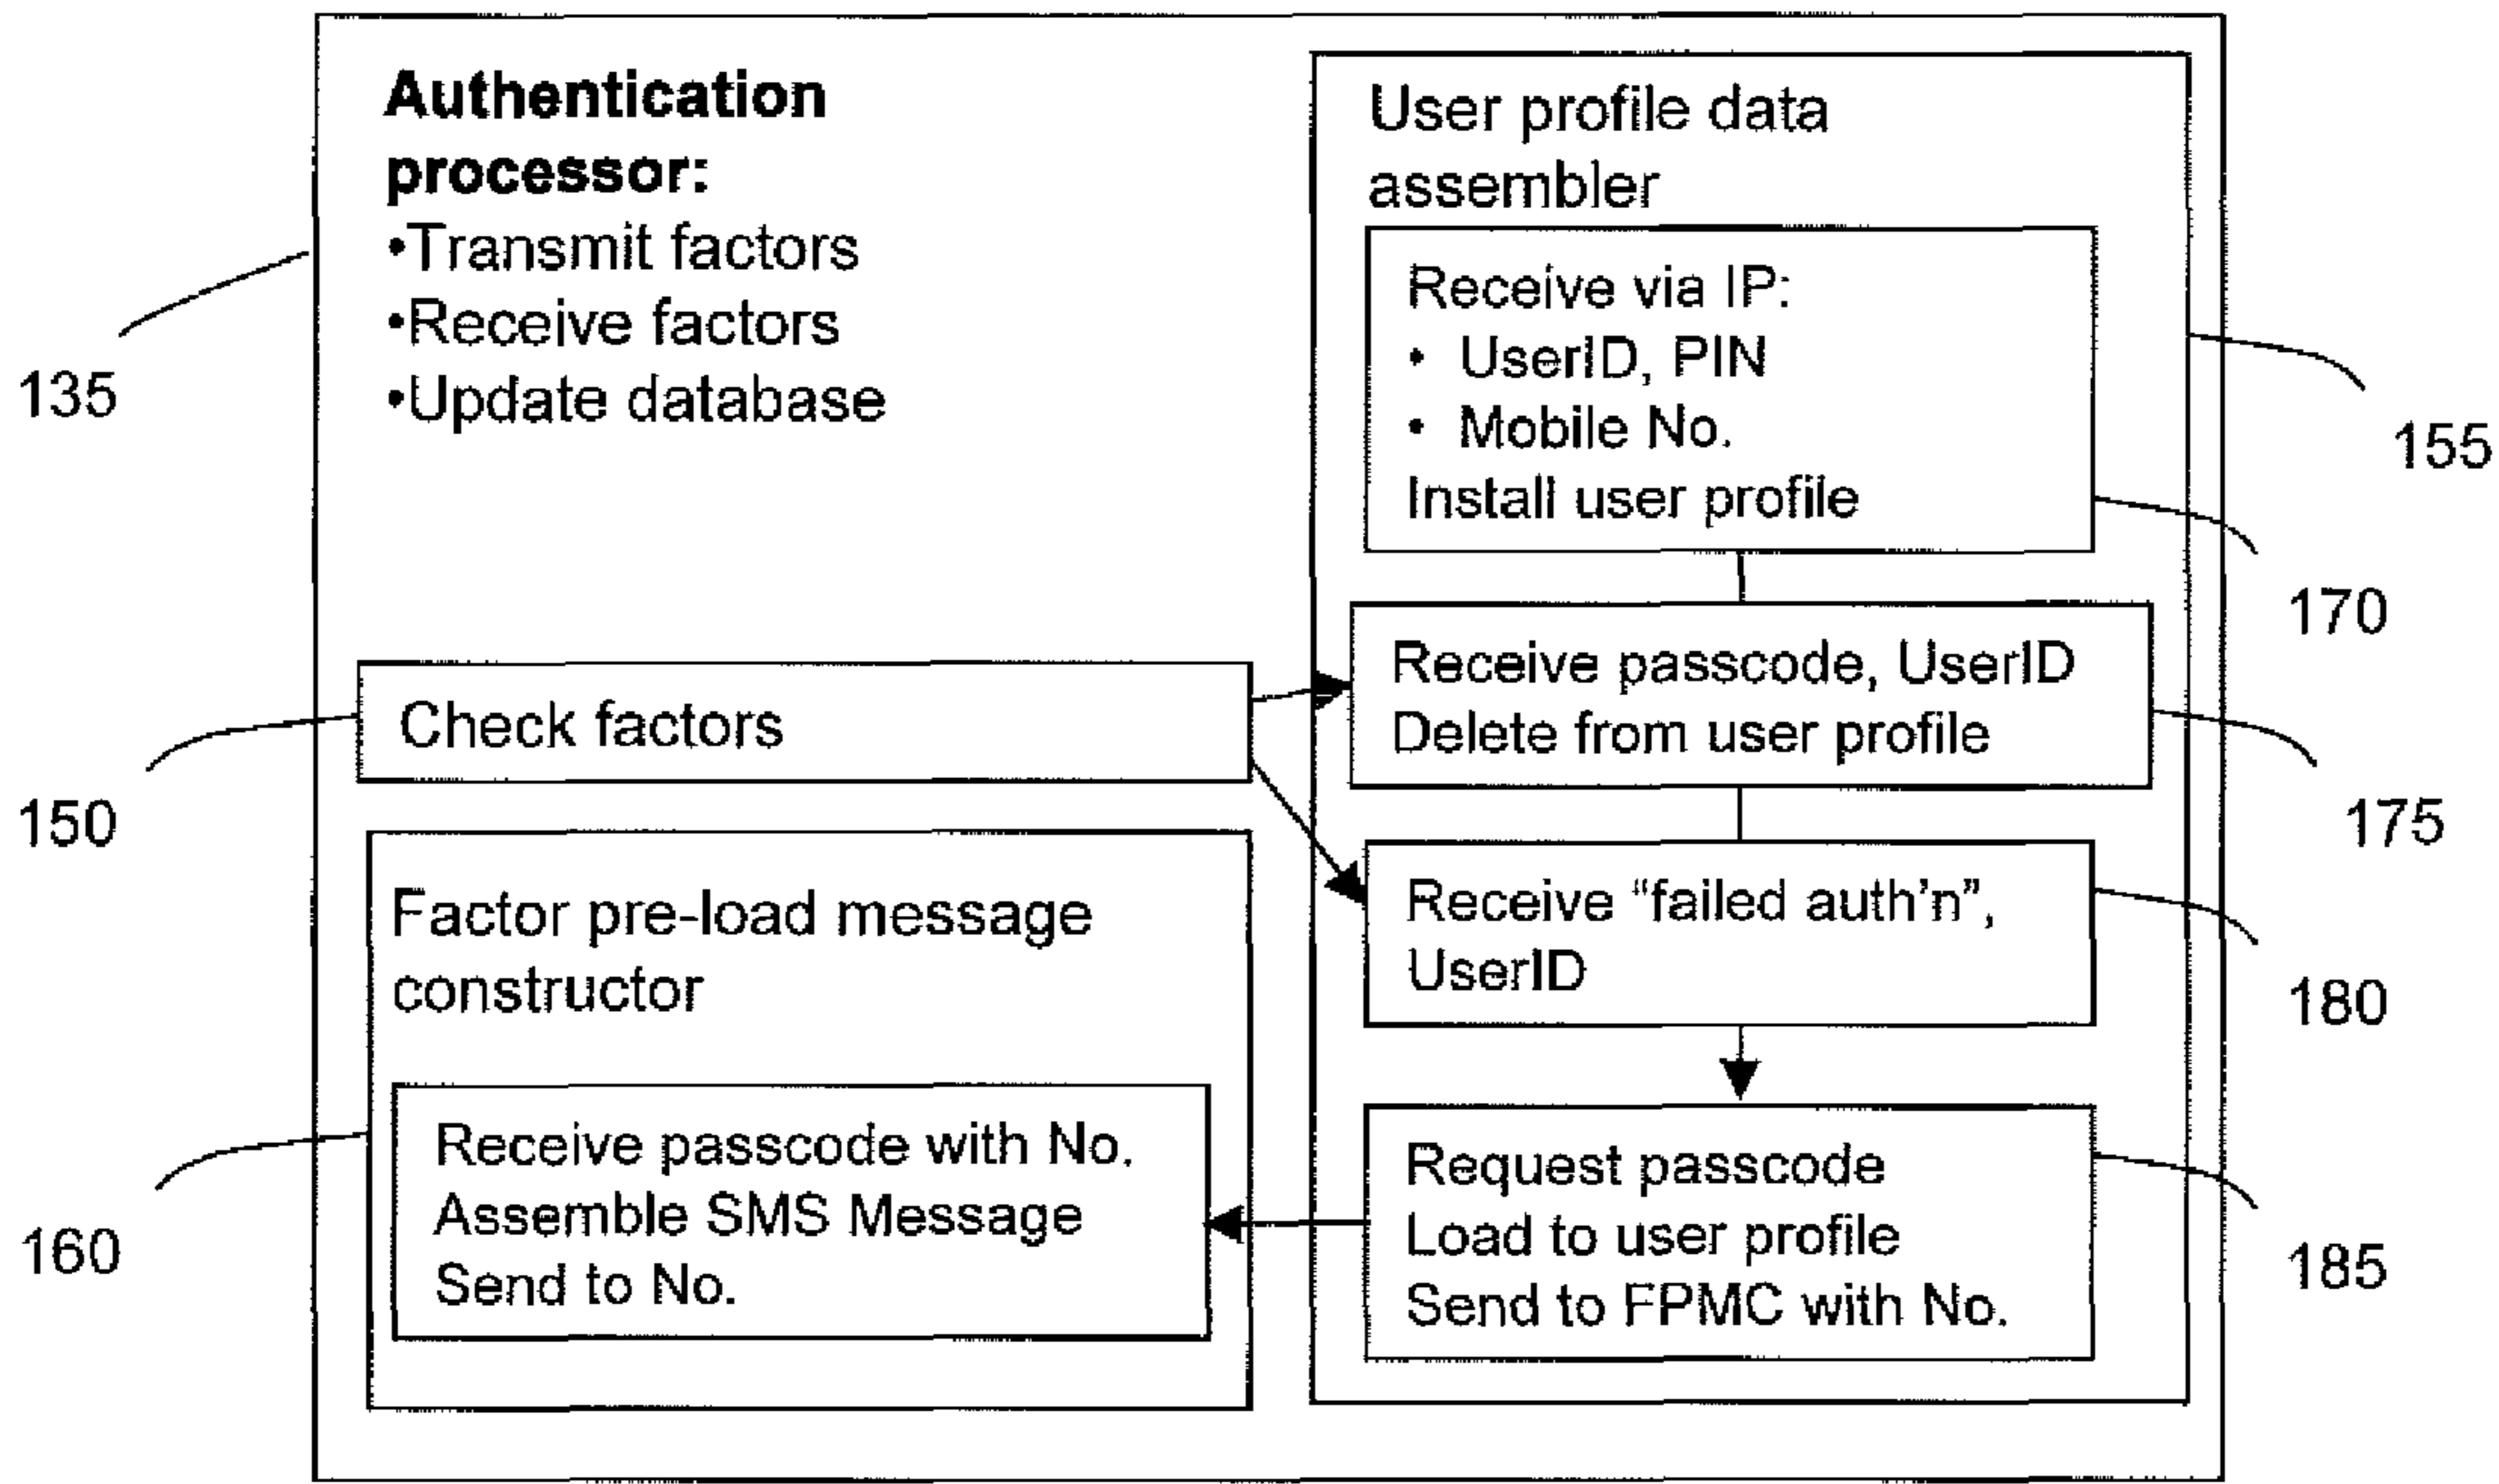 Authentication
processor:
•Transmit factors
•Receive factors
•Update database
135
User profile data
assembler
Receive via IP:
• UserID, PIN
• Mobile No.
Install user profile
155
170
Check factors
150
Receive passcode, UserID
Delete from user profile
175
Receive “failed auth’n”,
UserID
180
Factor pre-load message
constructor
Receive passcode with No.
Assemble SMS Message
Send to No.
160
Request passcode
Load to user profile
Send to FPMC with No.
185